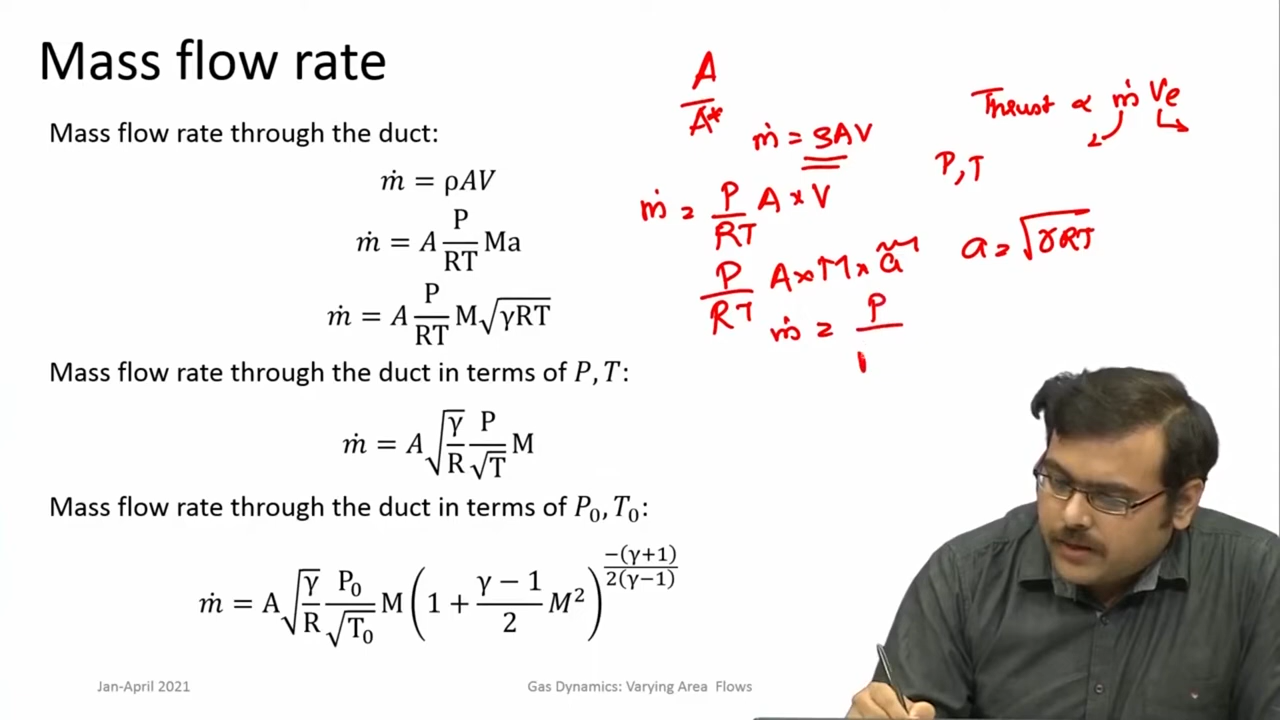 Mass flow rate
Mass flow rate through the duct:
ṁ = ρAV
ṁ = A P/RT Ma
ṁ = A P/RT M√γRT
Mass flow rate through the duct in terms of P, T:
ṁ = A √(γ/R) P/√T M
Mass flow rate through the duct in terms of P₀, T₀:
ṁ = A √(γ/R) P₀/√T₀ M (1 + (γ − 1)/2 M²)^(−(γ+1)/2(γ−1))
A/A*
ṁ = ρAV
ṁ = P/RT A × V
P/RT A × M × a
ṁ = P
Thrust ∝ ṁ Ve
P, T
a = √γRT
Jan-April 2021
Gas Dynamics: Varying Area Flows